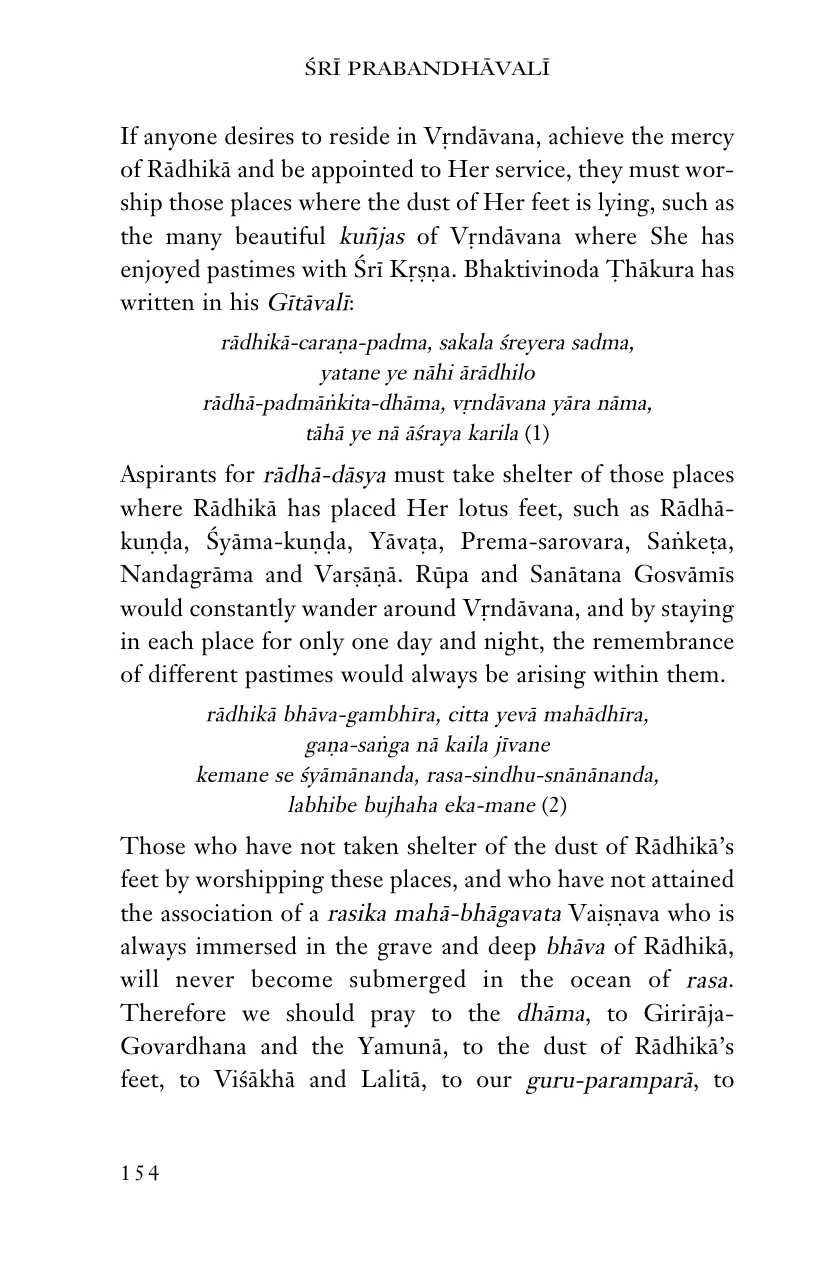 ŚRĪ PRABANDHĀVALĪ
If anyone desires to reside in Vṛndāvana, achieve the mercy
of Rādhikā and be appointed to Her service, they must wor-
ship those places where the dust of Her feet is lying, such as
the many beautiful kuñjas of Vṛndāvana where She has
enjoyed pastimes with Śrī Kṛṣṇa. Bhaktivinoda Ṭhākura has
written in his Gītāvalī:
rādhikā-caraṇa-padma, sakala śreyera sadma,
yatane ye nāhi ārādhilo
rādhā-padmāṅkita-dhāma, vṛndāvana yāra nāma,
tāhā ye nā āśraya karila (1)
Aspirants for rādhā-dāsya must take shelter of those places
where Rādhikā has placed Her lotus feet, such as Rādhā-
kuṇḍa, Śyāma-kuṇḍa, Yāvaṭa, Prema-sarovara, Saṅkeṭa,
Nandagrāma and Varṣāṇā. Rūpa and Sanātana Gosvāmīs
would constantly wander around Vṛndāvana, and by staying
in each place for only one day and night, the remembrance
of different pastimes would always be arising within them.
rādhikā bhāva-gambhīra, citta yevā mahādhīra,
gaṇa-saṅga nā kaila jīvane
kemane se śyāmānanda, rasa-sindhu-snānānanda,
labhibe bujhaha eka-mane (2)
Those who have not taken shelter of the dust of Rādhikā’s
feet by worshipping these places, and who have not attained
the association of a rasika mahā-bhāgavata Vaiṣṇava who is
always immersed in the grave and deep bhāva of Rādhikā,
will never become submerged in the ocean of rasa.
Therefore we should pray to the dhāma, to Girirāja-
Govardhana and the Yamunā, to the dust of Rādhikā’s
feet, to Viśākhā and Lalitā, to our guru-paramparā, to
154